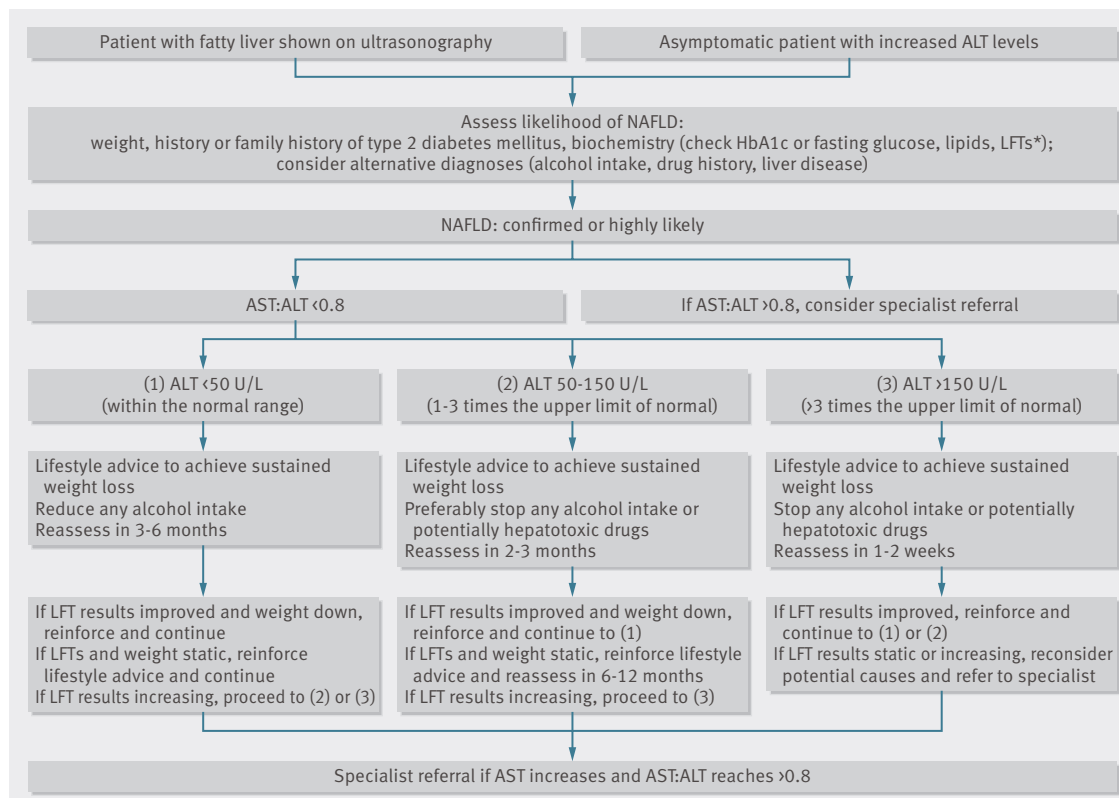 Patient with fatty liver shown on ultrasonography
Asymptomatic patient with increased ALT levels
Assess likelihood of NAFLD:
weight, history or family history of type 2 diabetes mellitus, biochemistry (check HbA1c or fasting glucose, lipids, LFTs*);
consider alternative diagnoses (alcohol intake, drug history, liver disease)
NAFLD: confirmed or highly likely
AST:ALT <0.8
If AST:ALT >0.8, consider specialist referral
(1) ALT <50 U/L
(within the normal range)
(2) ALT 50-150 U/L
(1-3 times the upper limit of normal)
(3) ALT >150 U/L
(>3 times the upper limit of normal)
Lifestyle advice to achieve sustained
weight loss
Reduce any alcohol intake
Reassess in 3-6 months
Lifestyle advice to achieve sustained
weight loss
Preferably stop any alcohol intake or
potentially hepatotoxic drugs
Reassess in 2-3 months
Lifestyle advice to achieve sustained
weight loss
Stop any alcohol intake or potentially
hepatotoxic drugs
Reassess in 1-2 weeks
If LFT results improved and weight down,
reinforce and continue
If LFTs and weight static, reinforce
lifestyle advice and continue
If LFT results increasing, proceed to (2) or (3)
If LFT results improved and weight down,
reinforce and continue to (1)
If LFTs and weight static, reinforce lifestyle
advice and reassess in 6-12 months
If LFT results increasing, proceed to (3)
If LFT results improved, reinforce and
continue to (1) or (2)
If LFT results static or increasing, reconsider
potential causes and refer to specialist
Specialist referral if AST increases and AST:ALT reaches >0.8